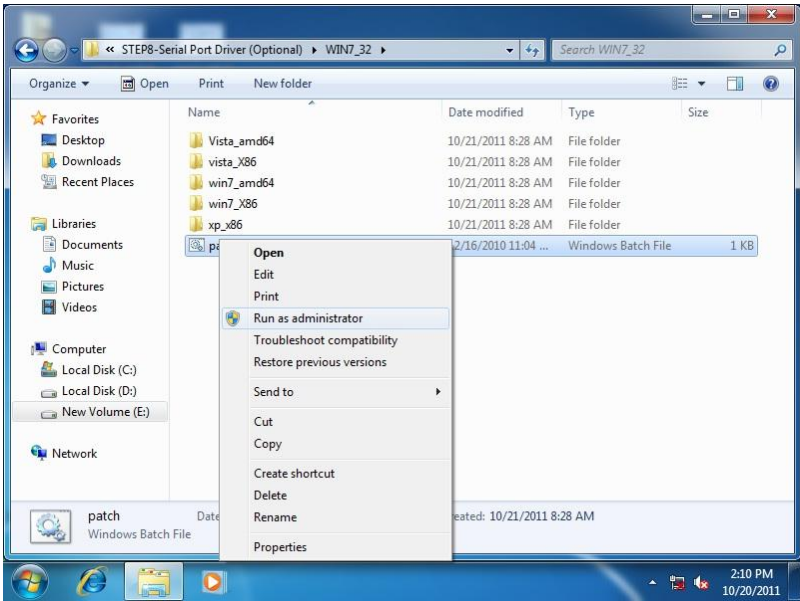 « STEP8-Serial Port Driver (Optional) WIN7_32
Search WIN7_32
Organize Open Print New folder
Name Date modified Type Size
Favorites
Desktop
Downloads
Recent Places
Libraries
Documents
Music
Pictures
Videos
Computer
Local Disk (C:)
Local Disk (D:)
New Volume (E:)
Network
Vista_amd64 10/21/2011 8:28 AM File folder
vista_X86 10/21/2011 8:28 AM File folder
win7_amd64 10/21/2011 8:28 AM File folder
win7_X86 10/21/2011 8:28 AM File folder
xp_x86 10/21/2011 8:28 AM File folder
2/16/2010 11:04 ... Windows Batch File 1 KB
Open
Edit
Print
Run as administrator
Troubleshoot compatibility
Restore previous versions
Send to
Cut
Copy
Create shortcut
Delete
Rename
Properties
patch Date eated: 10/21/2011 8:28 AM
Windows Batch File
2:10 PM
10/20/2011